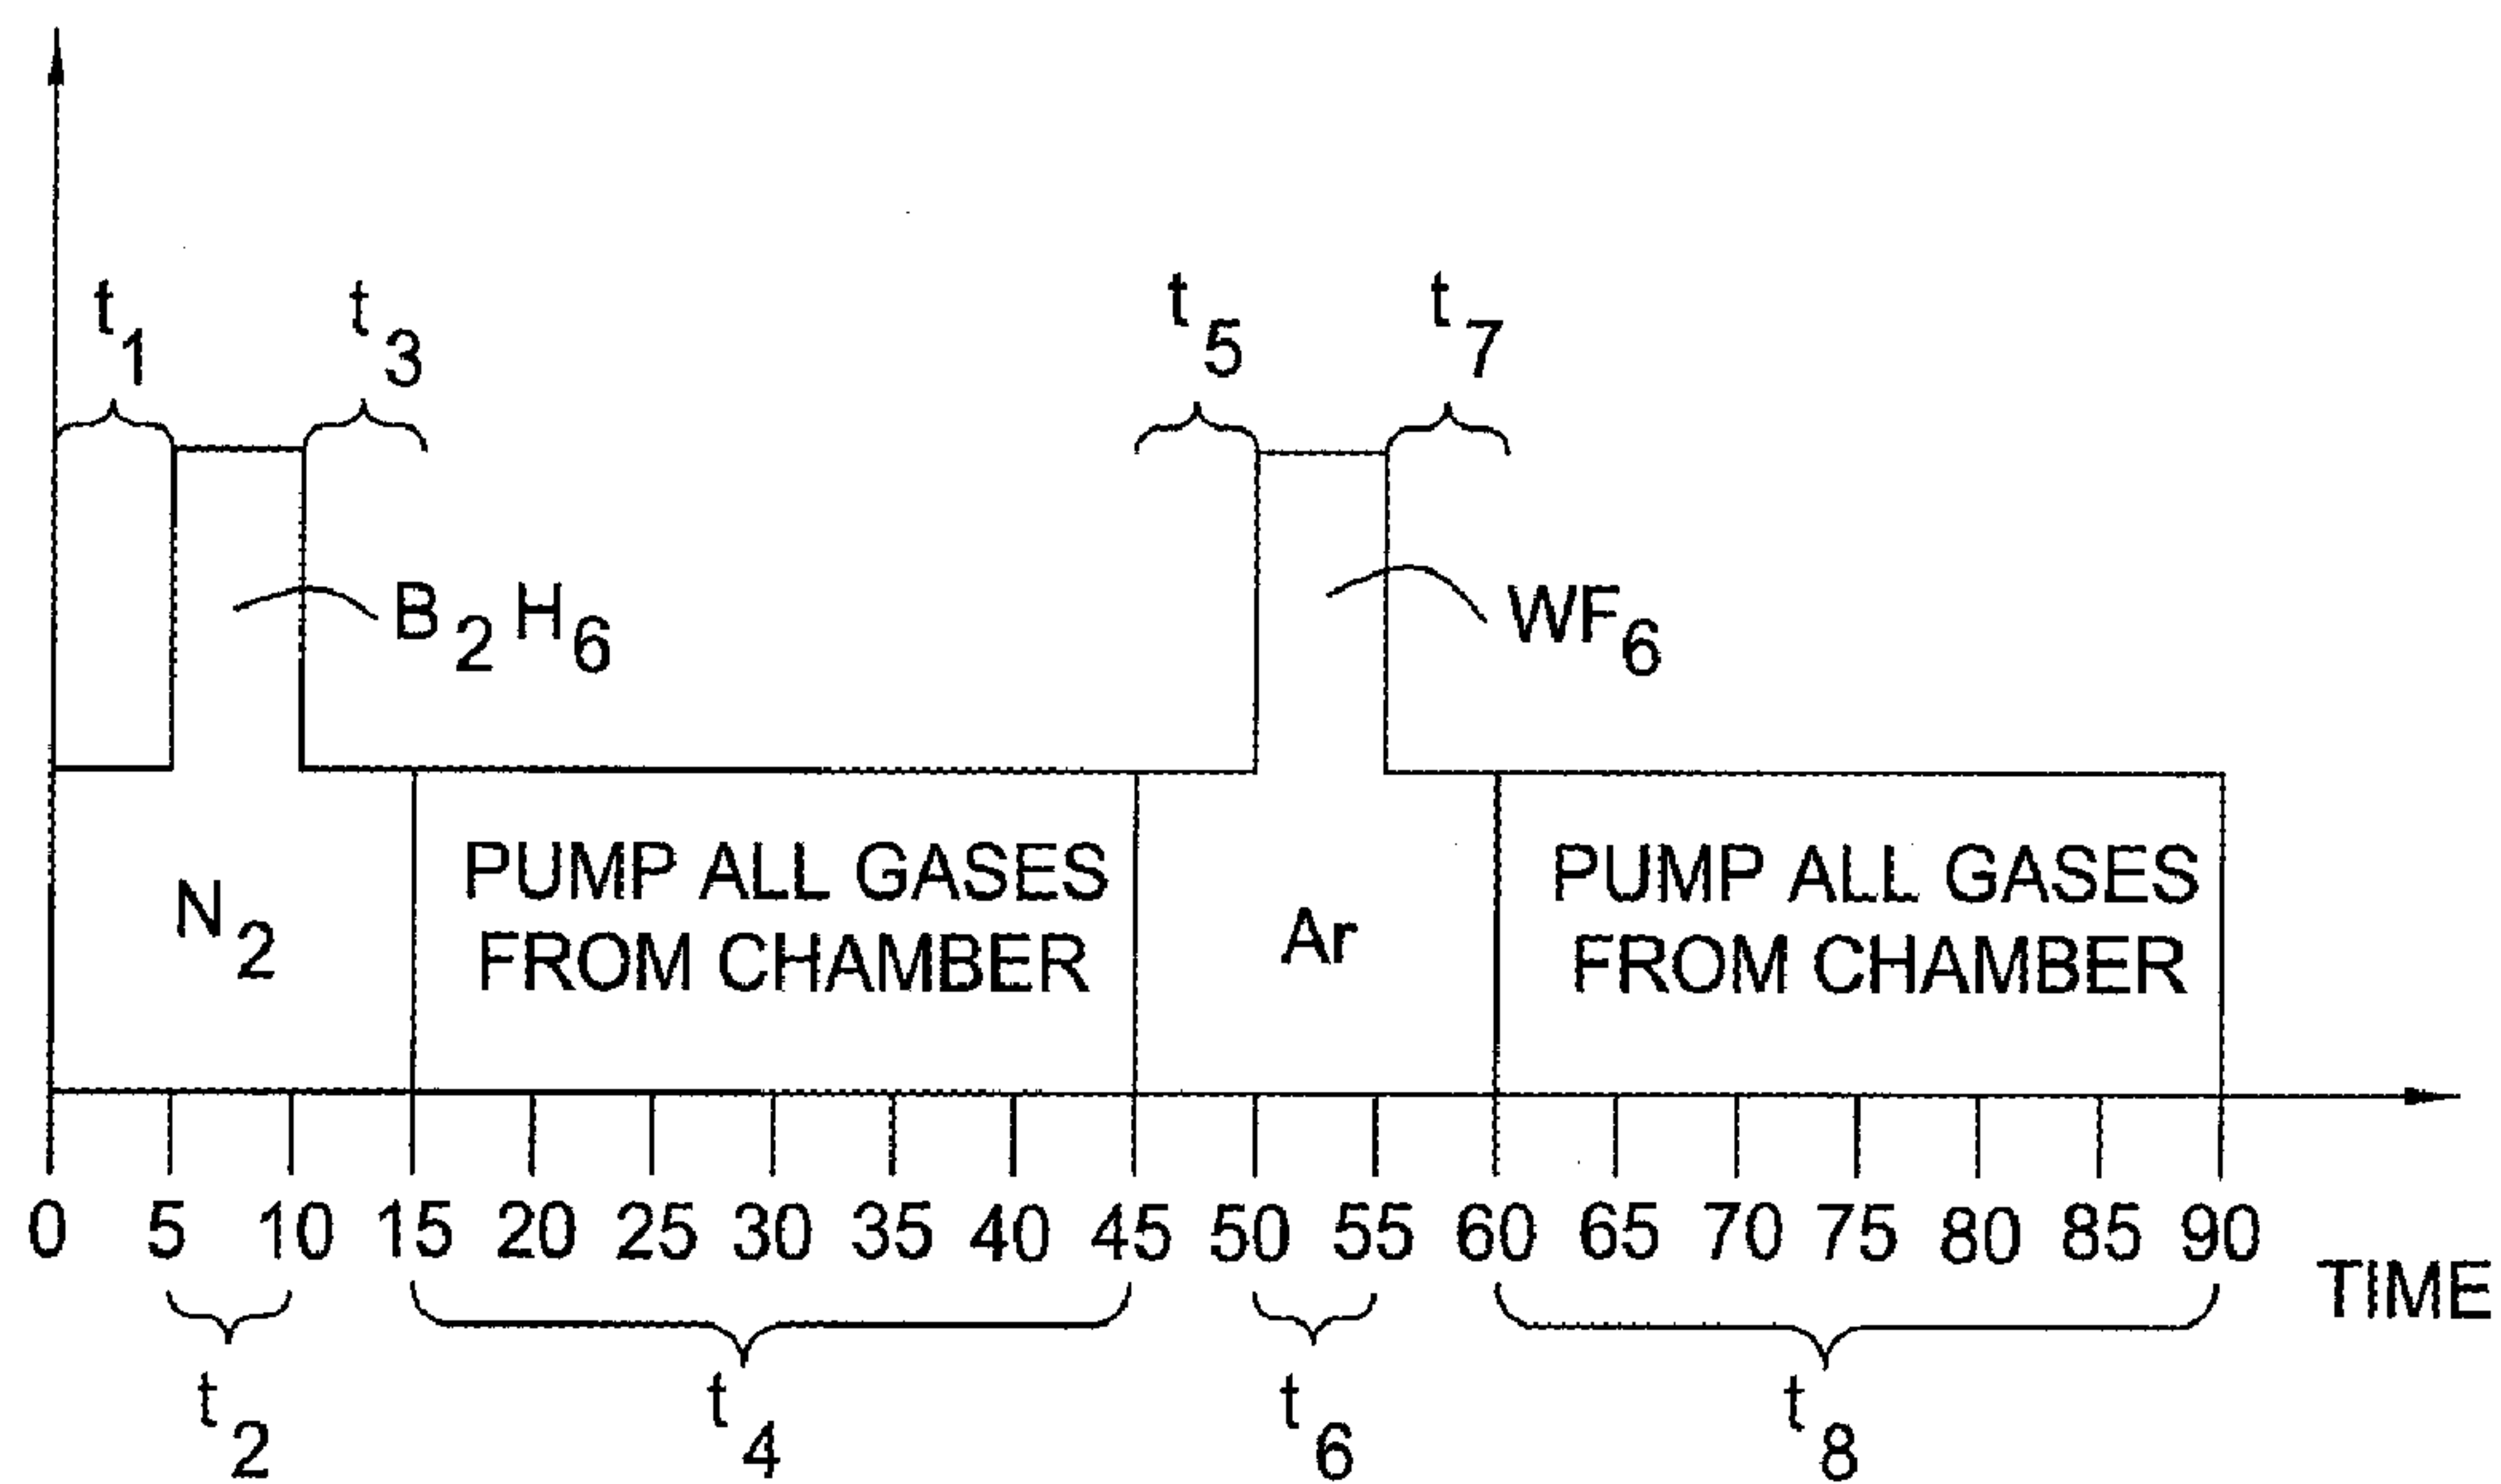 t1 t3 t5 t7
B2H6 WF6
N2
PUMP ALL GASES
FROM CHAMBER
Ar
PUMP ALL GASES
FROM CHAMBER
0 5 10 15 20 25 30 35 40 45 50 55 60 65 70 75 80 85 90
TIME
t2 t4 t6 t8